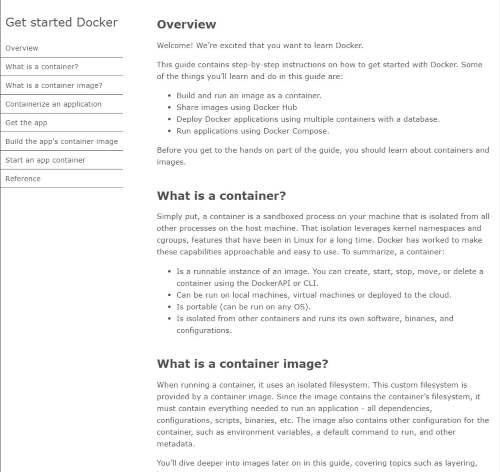 Get started Docker
Overview
What is a container?
What is a container image?
Containerize an application
Get the app
Build the app's container image
Start an app container
Reference
Overview
Welcome! We're excited that you want to learn Docker.
This guide contains step-by-step instructions on how to get started with Docker. Some
of the things you'll learn and do in this guide are:
• Build and run an image as a container.
• Share images using Docker Hub
• Deploy Docker applications using multiple containers with a database.
• Run applications using Docker Compose.
Before you get to the hands on part of the guide, you should learn about containers and
images.
What is a container?
Simply put, a container is a sandboxed process on your machine that is isolated from all
other processes on the host machine. That isolation leverages kernel namespaces and
cgroups, features that have been in Linux for a long time. Docker has worked to make
these capabilities approachable and easy to use. To summarize, a container:
• Is a runnable instance of an image. You can create, start, stop, move, or delete a
container using the DockerAPI or CLI.
• Can be run on local machines, virtual machines or deployed to the cloud.
• Is portable (can be run on any OS).
• Is isolated from other containers and runs its own software, binaries, and
configurations.
What is a container image?
When running a container, it uses an isolated filesystem. This custom filesystem is
provided by a container image. Since the image contains the container's filesystem, it
must contain everything needed to run an application - all dependencies,
configurations, scripts, binaries, etc. The image also contains other configuration for the
container, such as environment variables, a default command to run, and other
metadata.
You'll dive deeper into images later on in this guide, covering topics such as layering,